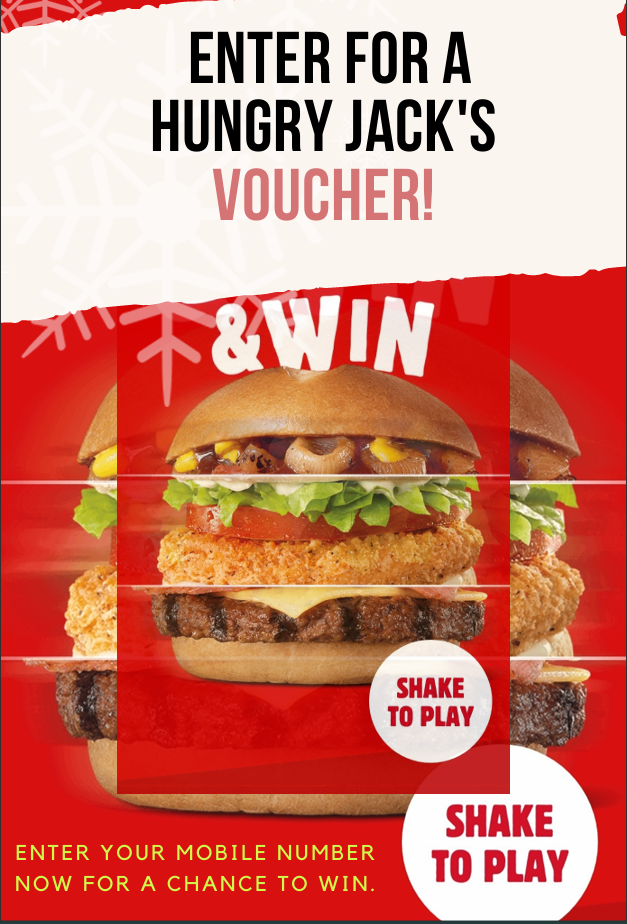 ENTER FOR A
HUNGRY JACK'S
VOUCHER!
&WIN
SHAKE
TO PLAY
SHAKE
TO PLAY
ENTER YOUR MOBILE NUMBER
NOW FOR A CHANCE TO WIN.